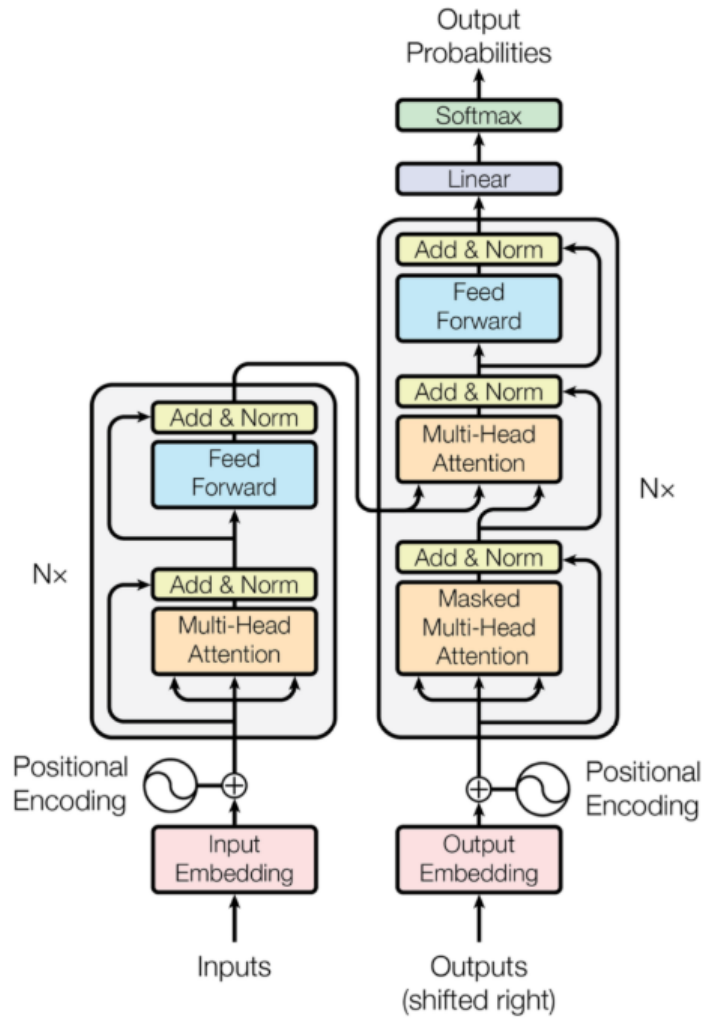 Output
Probabilities
Softmax
Linear
Add & Norm
Feed
Forward
Add & Norm
Multi-Head
Attention
Nx
Add & Norm
Masked
Multi-Head
Attention
Add & Norm
Feed
Forward
Nx
Add & Norm
Multi-Head
Attention
Positional
Encoding
Positional
Encoding
Input
Embedding
Output
Embedding
Inputs
Outputs
(shifted right)